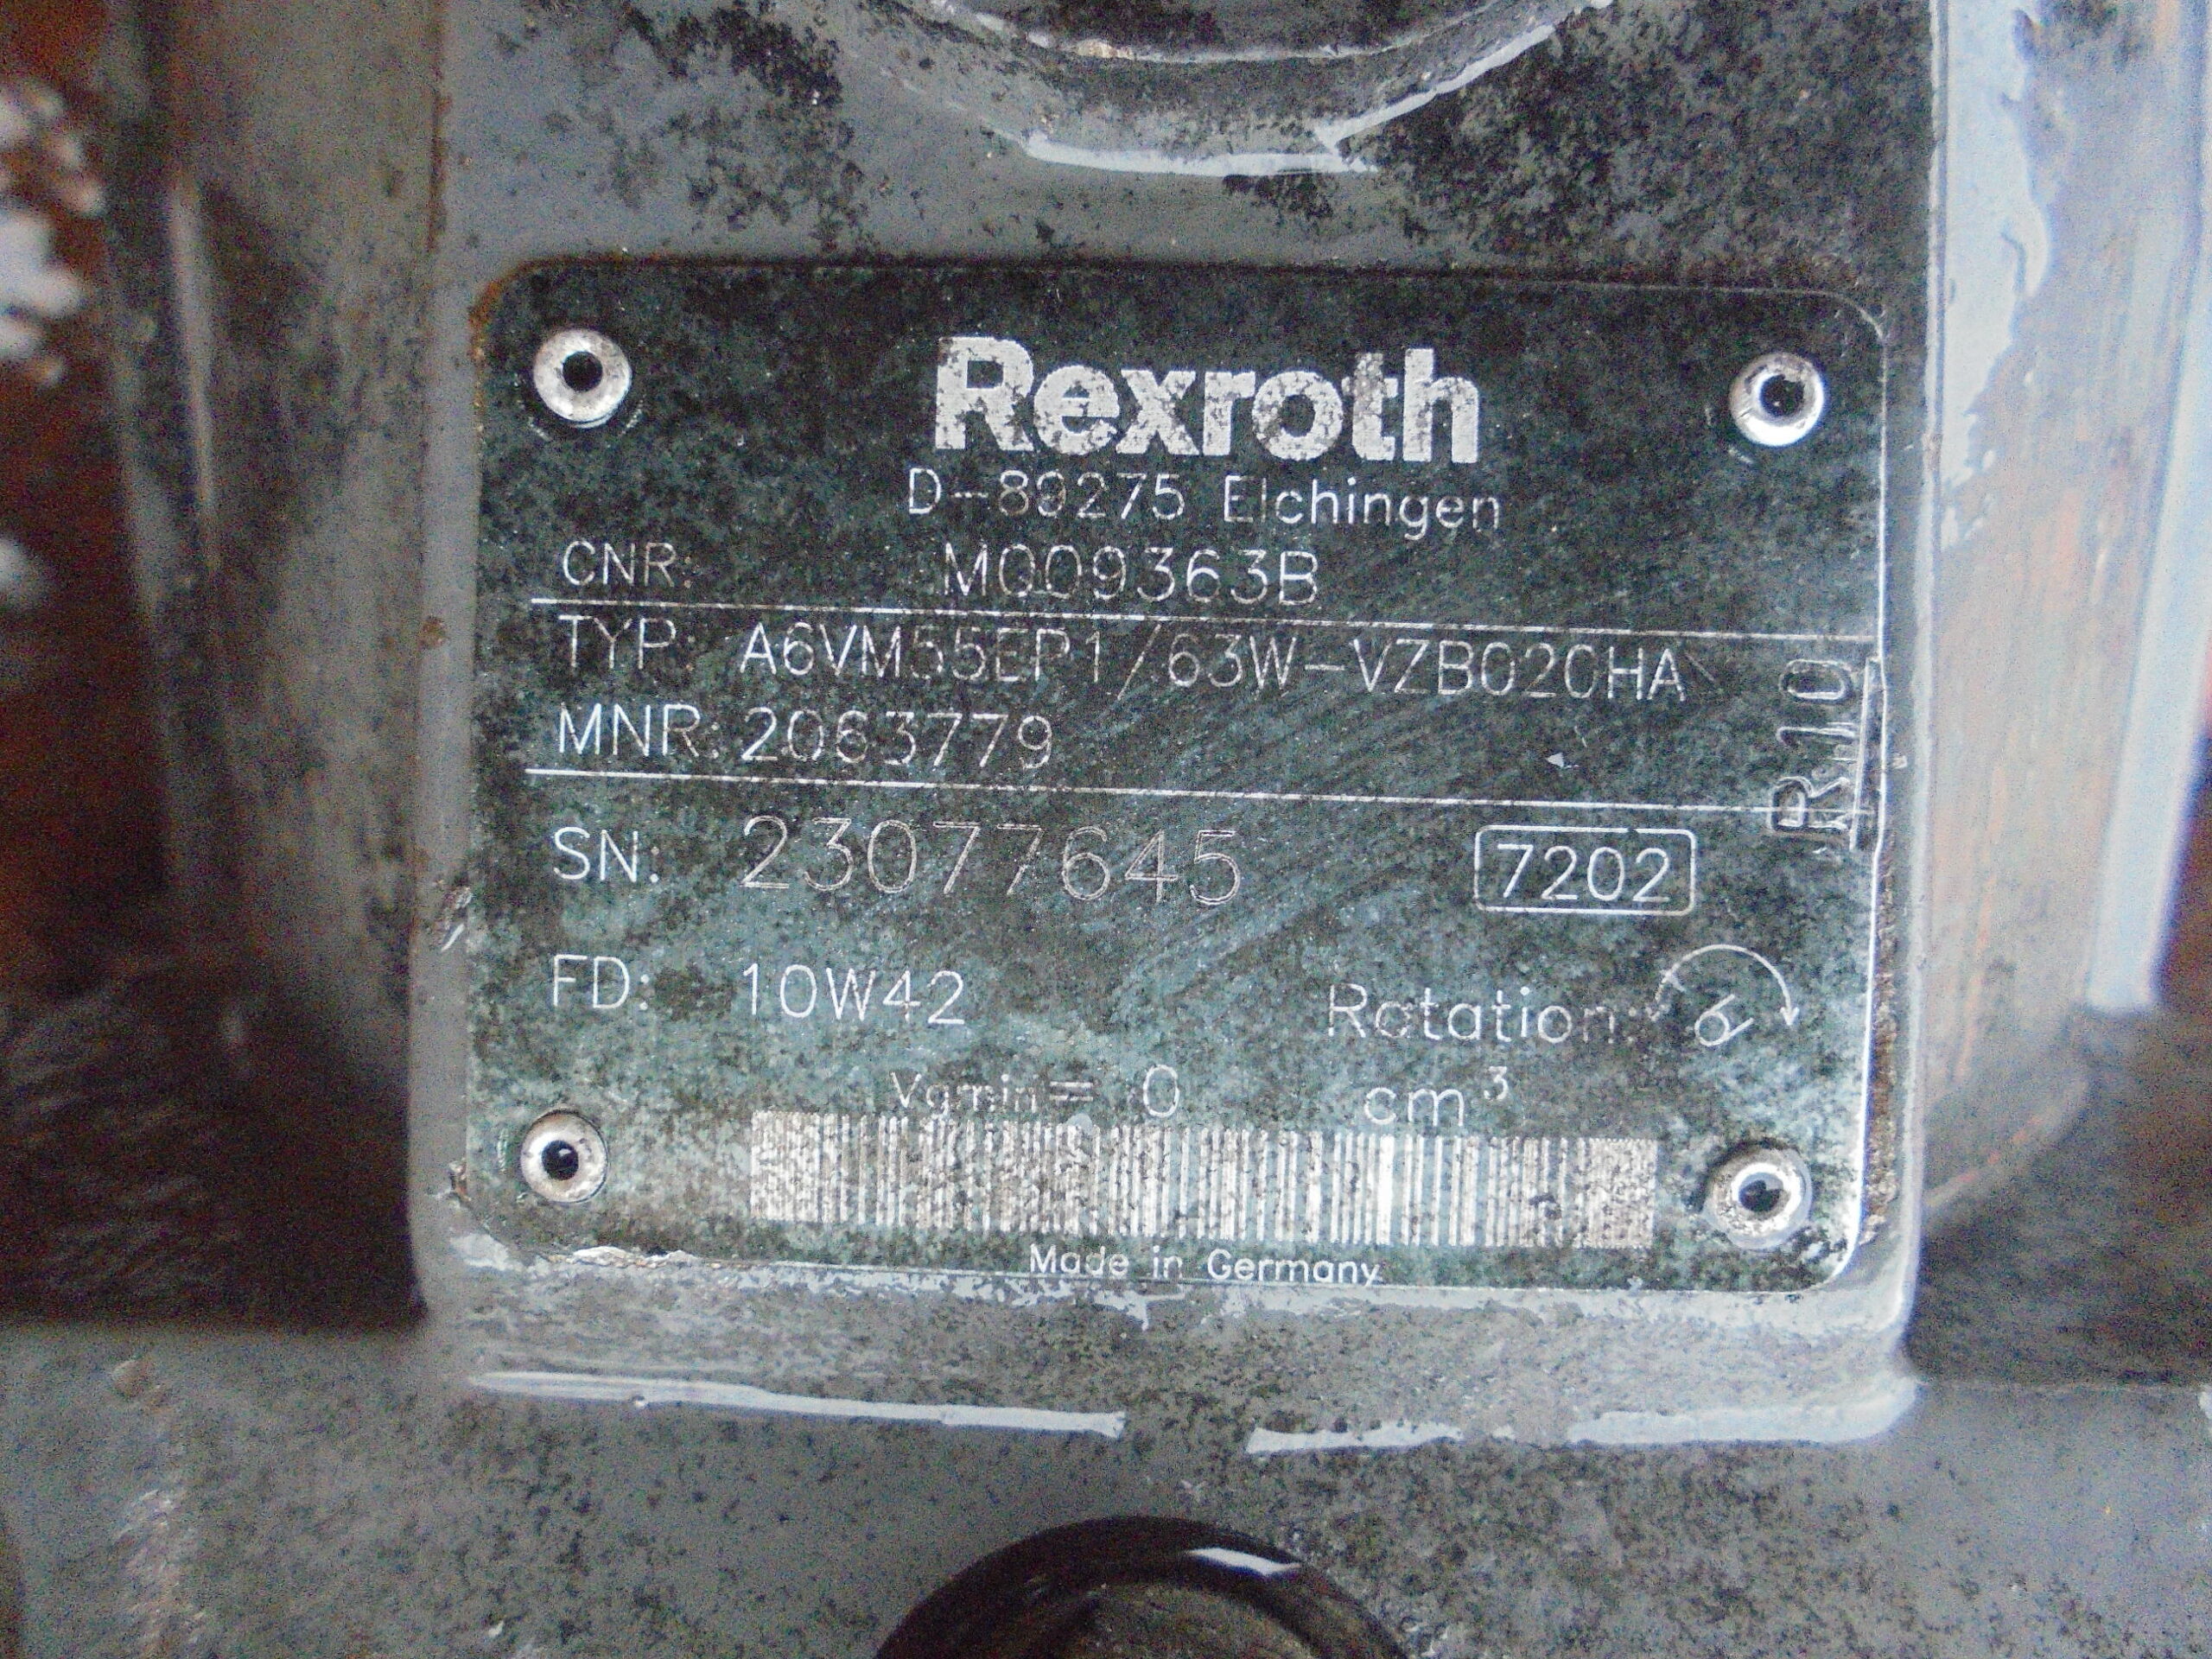 Rexroth
D-89275 Elchingen
CNR: M009363B
TYP: A6VM55EP1/63W-VZB020HA
MNR: 2063779
R10
SN: 23077645 7202
FD: 10W42 Rotation:
Vgmin= 0 cm³
Made in Germany